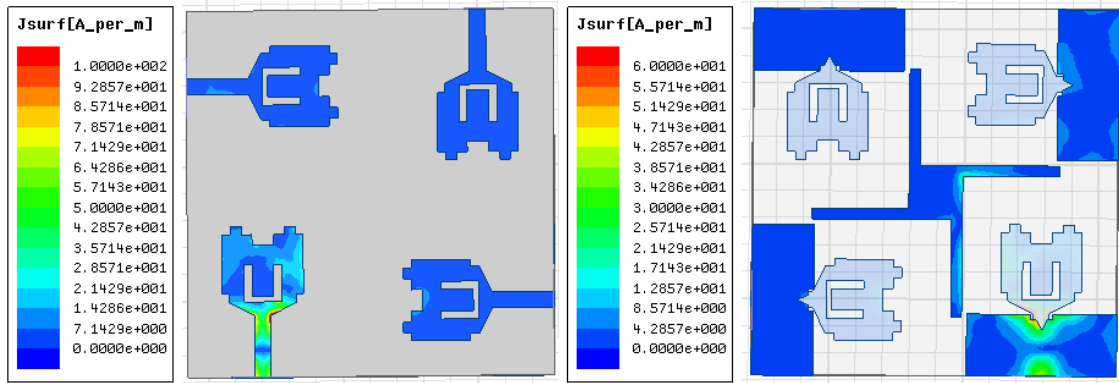 Jsurf[A_per_m]
1.0000e+002
9.2857e+001
8.5714e+001
7.8571e+001
7.1429e+001
6.4286e+001
5.7143e+001
5.0000e+001
4.2857e+001
3.5714e+001
2.8571e+001
2.1429e+001
1.4286e+001
7.1429e+000
0.0000e+000
Jsurf[A_per_m]
6.0000e+001
5.5714e+001
5.1429e+001
4.7143e+001
4.2857e+001
3.8571e+001
3.4286e+001
3.0000e+001
2.5714e+001
2.1429e+001
1.7143e+001
1.2857e+001
8.5714e+000
4.2857e+000
0.0000e+000